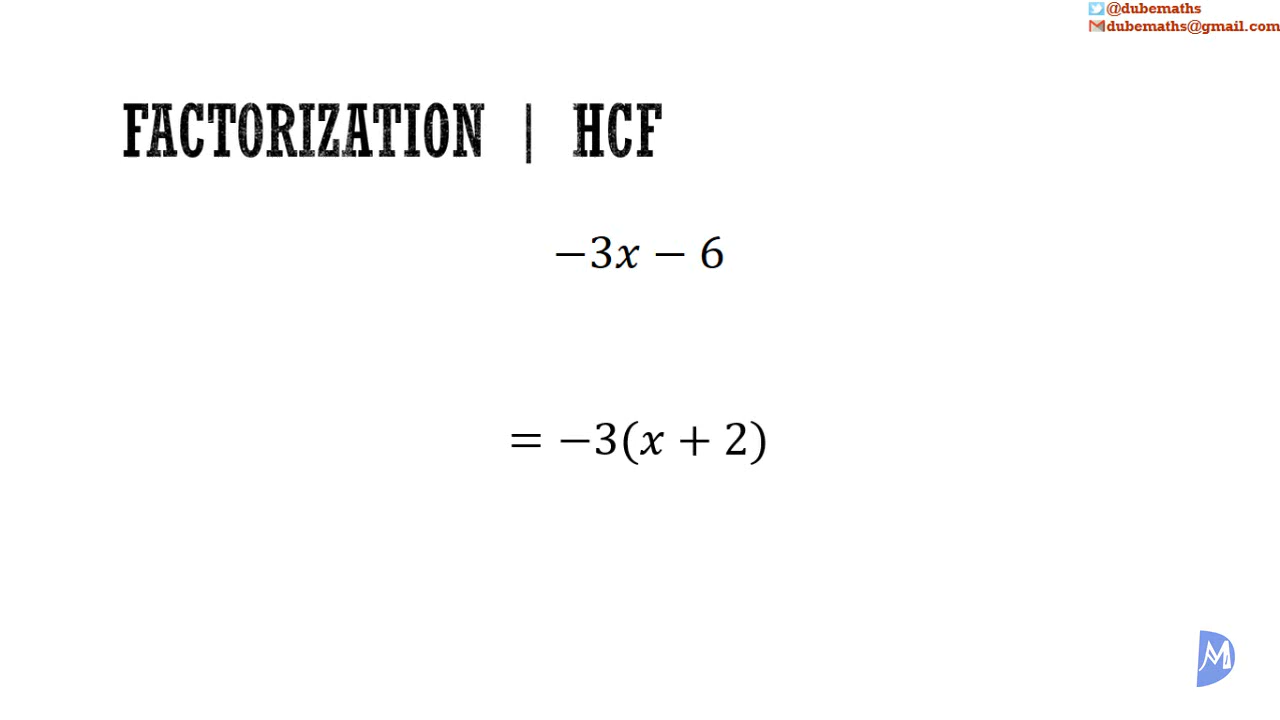 @dubemaths
dubemaths@gmail.com
FACTORIZATION | HCF
−3x − 6
= −3(x + 2)
M